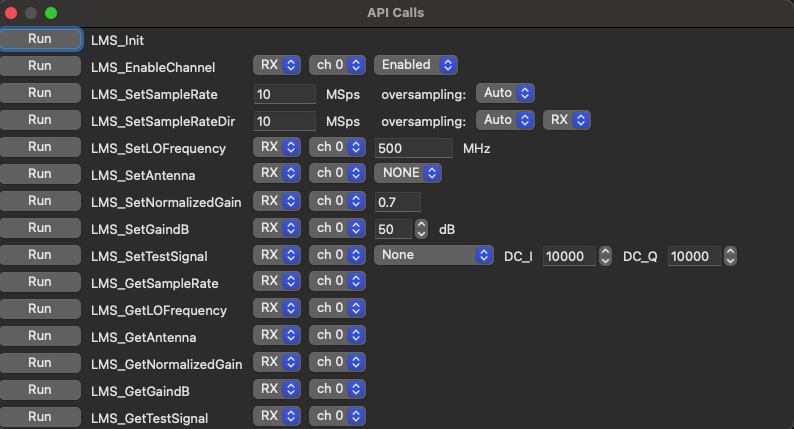 API Calls
Run LMS_Init
Run LMS_EnableChannel RX ch 0 Enabled
Run LMS_SetSampleRate 10 MSps oversampling: Auto
Run LMS_SetSampleRateDir 10 MSps oversampling: Auto RX
Run LMS_SetLOFrequency RX ch 0 500 MHz
Run LMS_SetAntenna RX ch 0 NONE
Run LMS_SetNormalizedGain RX ch 0 0.7
Run LMS_SetGaindB RX ch 0 50 dB
Run LMS_SetTestSignal RX ch 0 None DC_I 10000 DC_Q 10000
Run LMS_GetSampleRate RX ch 0
Run LMS_GetLOFrequency RX ch 0
Run LMS_GetAntenna RX ch 0
Run LMS_GetNormalizedGain RX ch 0
Run LMS_GetGaindB RX ch 0
Run LMS_GetTestSignal RX ch 0